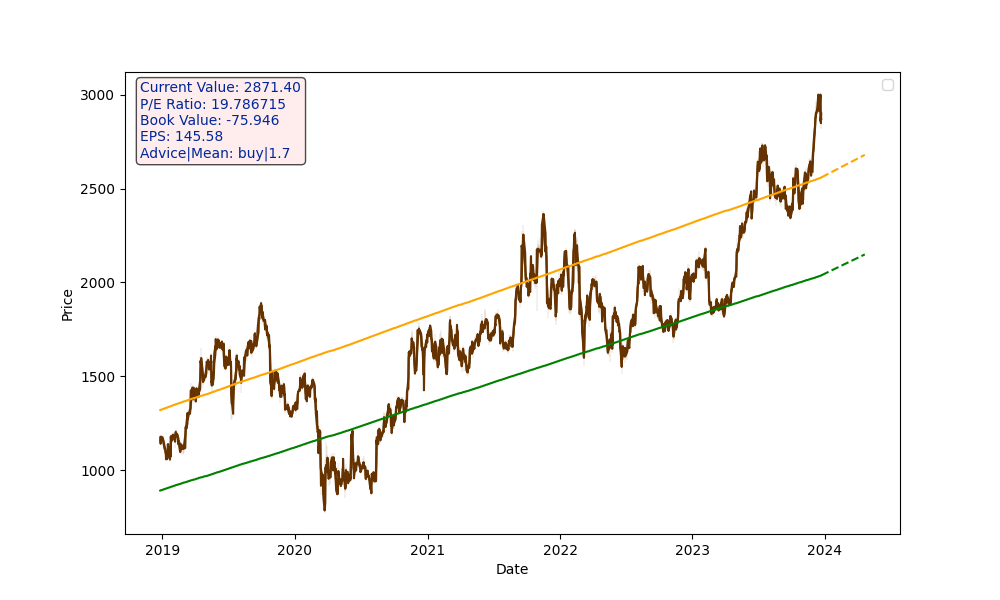 Current Value: 2871.40
P/E Ratio: 19.786715
Book Value: -75.946
EPS: 145.58
Advice|Mean: buy|1.7
3000
2500
2000
1500
1000
Price
2019 2020 2021 2022 2023 2024
Date